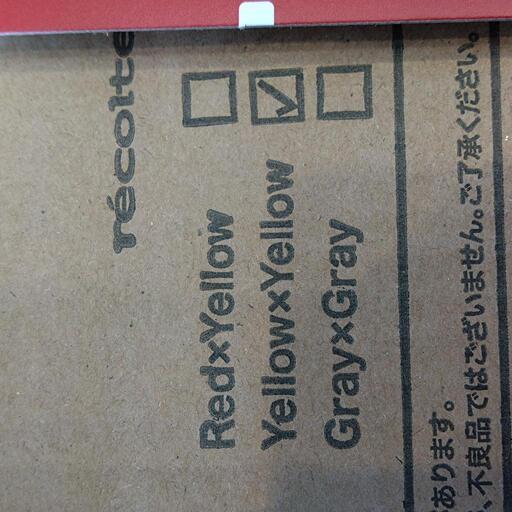 récolte
Red×Yellow
Yellow×Yellow
Gray×Gray
あります。
、不良品ではございません。ご了承ください。